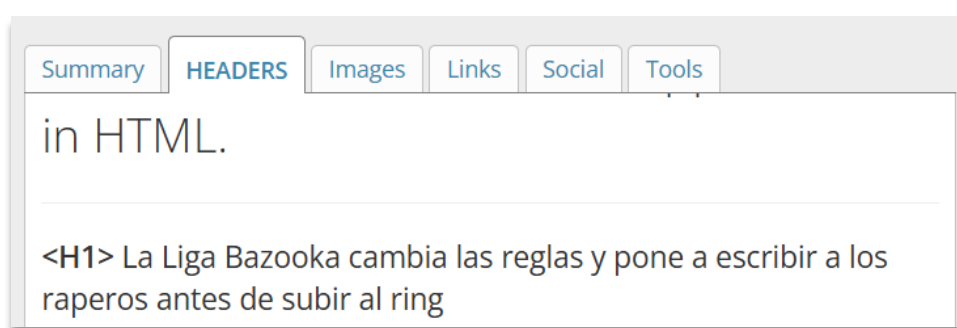 Summary HEADERS Images Links Social Tools
in HTML.
<H1> La Liga Bazooka cambia las reglas y pone a escribir a los
raperos antes de subir al ring